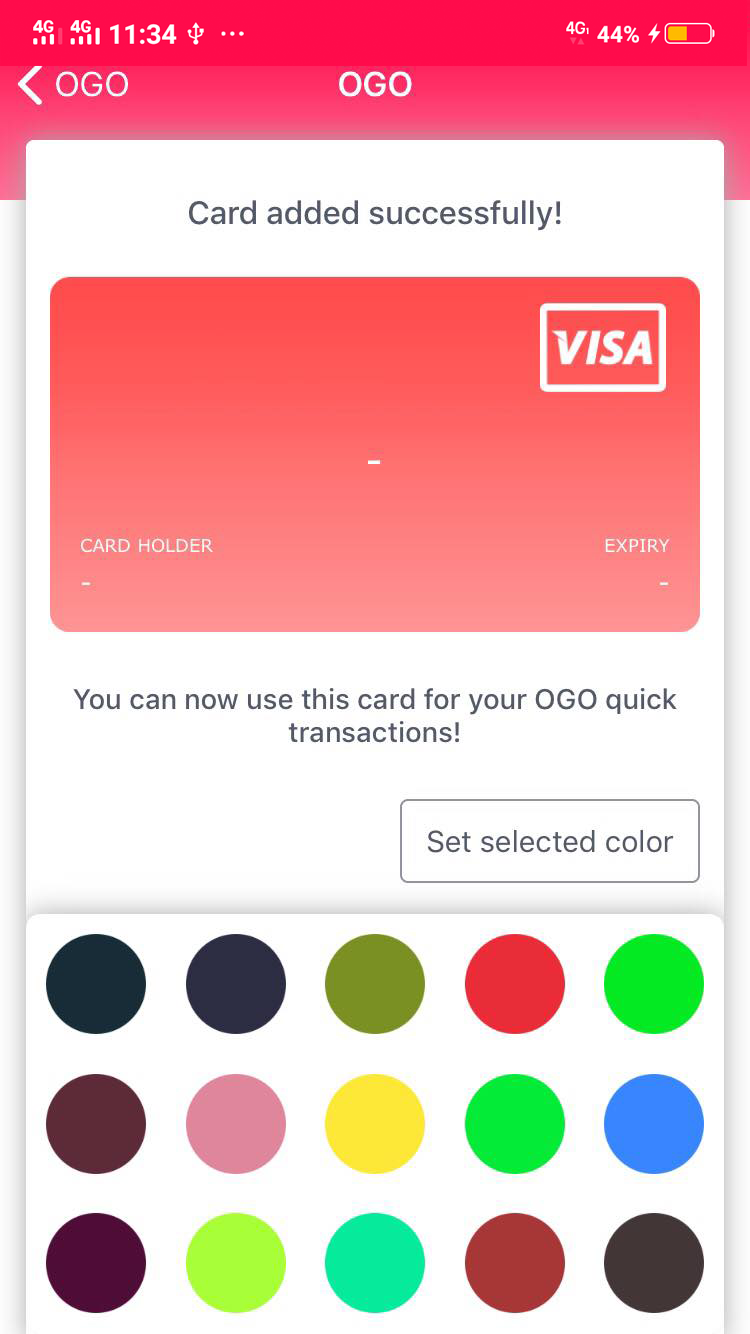 4G 4G 11:34 ... 4G 44%
OGO OGO
Card added successfully!
VISA
-
CARD HOLDER EXPIRY
- -
You can now use this card for your OGO quick
transactions!
Set selected color